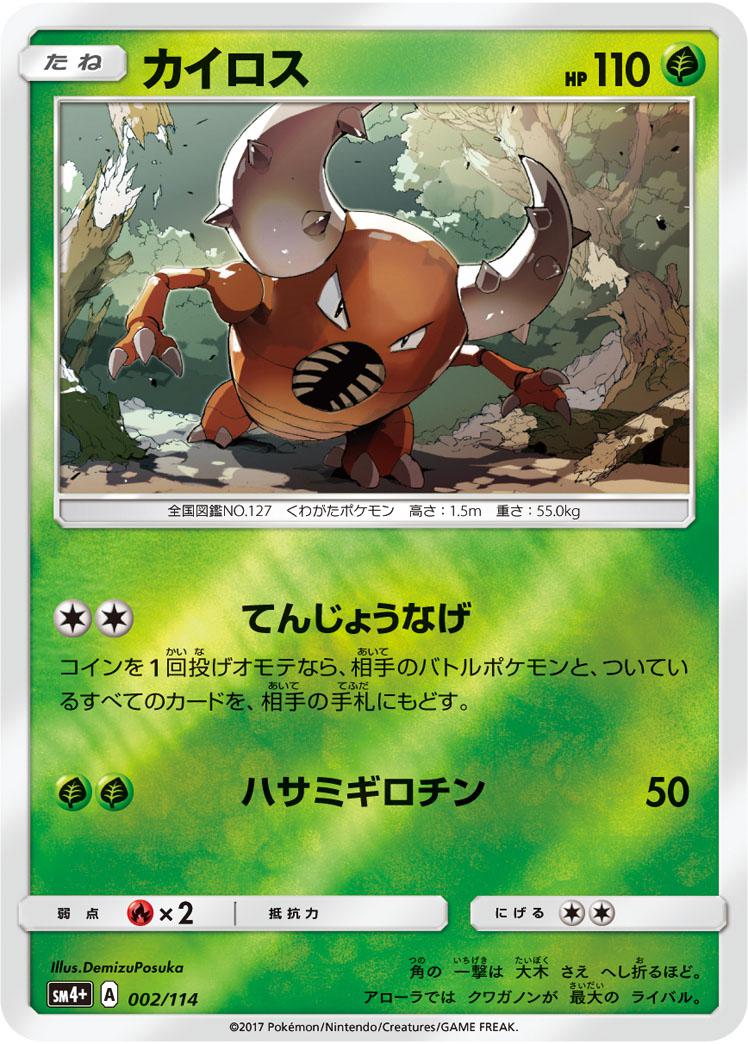 たね カイロス HP 110
全国図鑑NO.127 くわがたポケモン 高さ：1.5m 重さ：55.0kg
てんじょうなげ
コインを1回投げオモテなら、相手のバトルポケモンと、ついてい
るすべてのカードを、相手の手札にもどす。
ハサミギロチン 50
弱点 ×2 抵抗力 にげる
Illus.DemizuPosuka
角の 一撃は 大木 さえ へし折るほど。
アローラでは クワガノンが 最大の ライバル。
SM4+ A 002/114
©2017 Pokémon/Nintendo/Creatures/GAME FREAK.